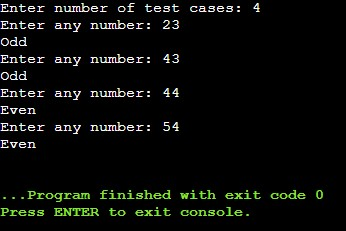 Enter number of test cases: 4
Enter any number: 23
Odd
Enter any number: 43
Odd
Enter any number: 44
Even
Enter any number: 54
Even
...Program finished with exit code 0
Press ENTER to exit console.